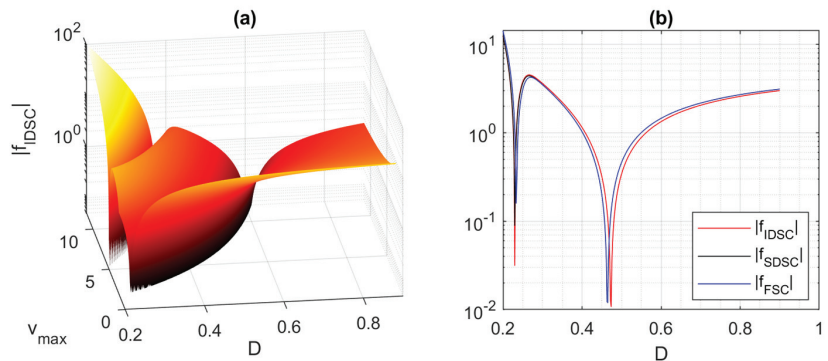 (a)
10^2
10^0
|f_IDSC|
10
5
0
v_max
0.2
0.4
0.6
0.8
D
(b)
10^1
10^0
10^-1
10^-2
0.2
0.4
0.6
0.8
1
D
|f_IDSC|
|f_SDSC|
|f_FSC|